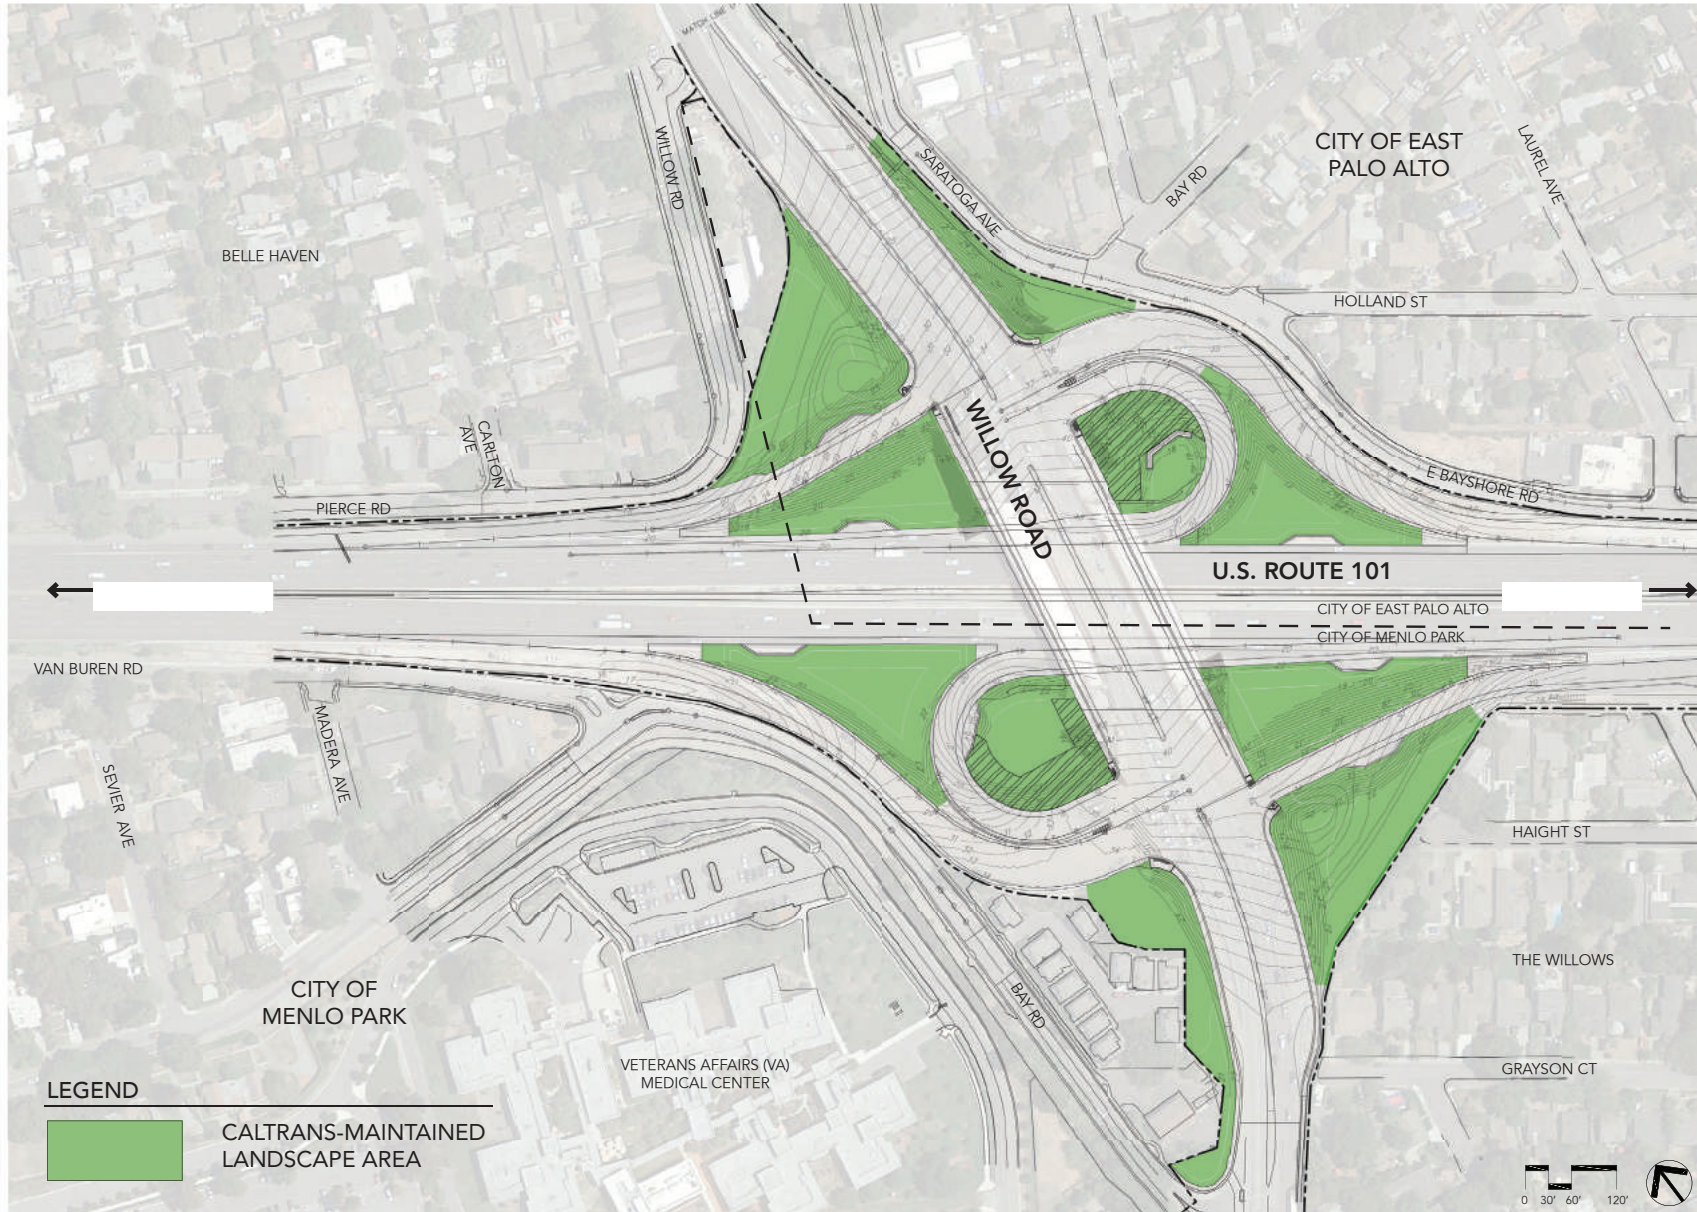 MATCH LINE
WILLOW RD
SARATOGA AVE
BAY RD
CITY OF EAST
PALO ALTO
LAUREL AVE
BELLE HAVEN
HOLLAND ST
CARLTON
AVE
WILLOW ROAD
E BAYSHORE RD
PIERCE RD
U.S. ROUTE 101
CITY OF EAST PALO ALTO
CITY OF MENLO PARK
VAN BUREN RD
MADERA AVE
SEVIER AVE
HAIGHT ST
THE WILLOWS
CITY OF
MENLO PARK
BAY RD
VETERANS AFFAIRS (VA)
MEDICAL CENTER
GRAYSON CT
LEGEND
CALTRANS-MAINTAINED
LANDSCAPE AREA
0 30' 60' 120'